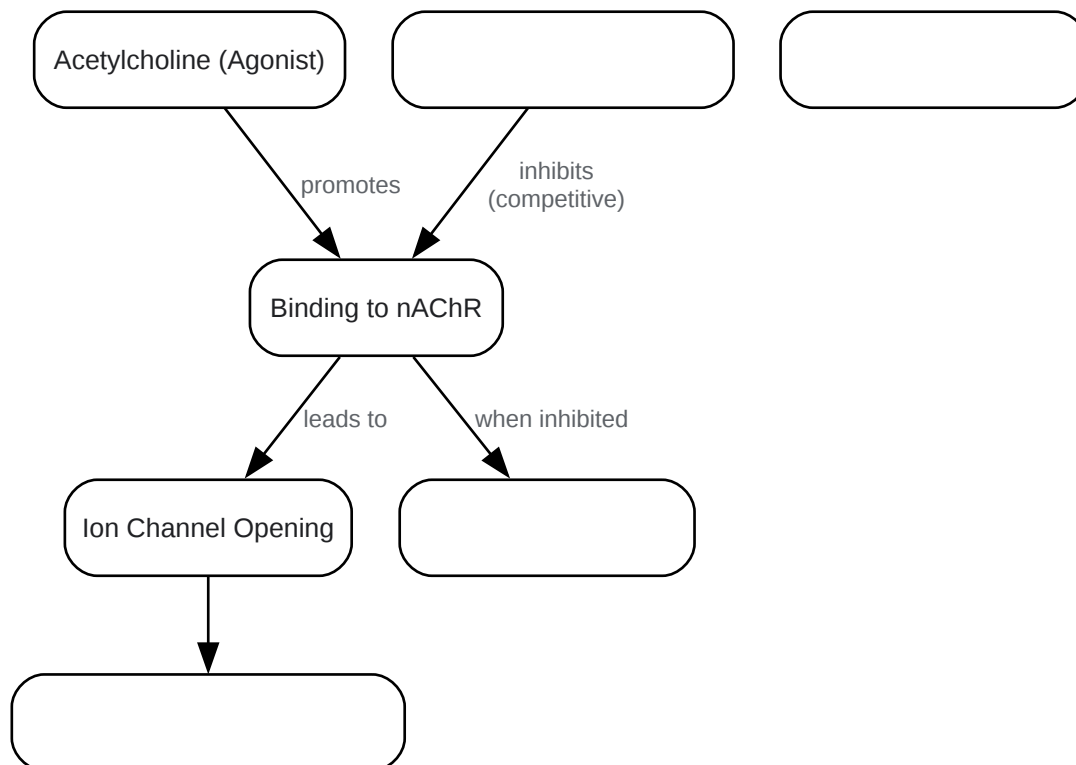 Acetylcholine (Agonist)
promotes
inhibits
(competitive)
Binding to nAChR
leads to
when inhibited
Ion Channel Opening